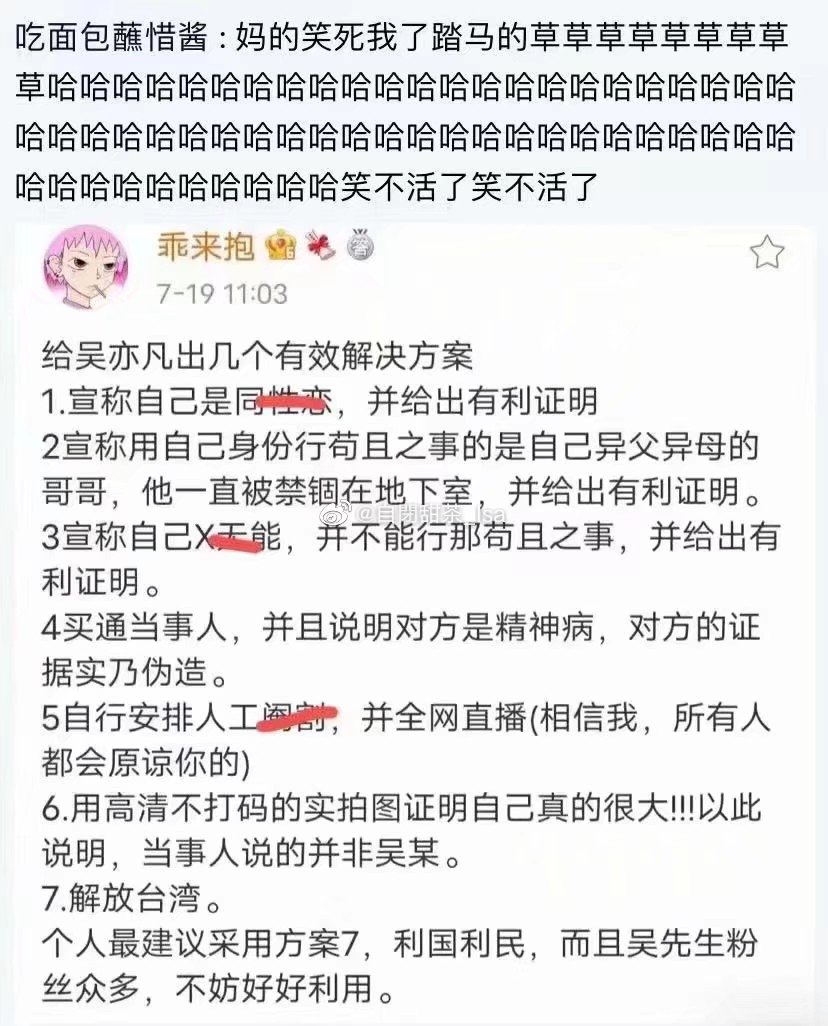 吃面包蘸惜酱:妈的笑死我了踏马的草草草草草草草草
草哈哈哈哈哈哈哈哈哈哈哈哈哈哈哈哈哈哈哈哈哈哈哈
哈哈哈哈哈哈哈哈哈哈哈哈哈哈哈哈哈哈哈哈哈哈哈哈
哈哈哈哈哈哈哈哈哈哈笑不活了笑不活了
乖来抱
答
7-19 11:03
给吴亦凡出几个有效解决方案
1.宣称自己是同性恋，并给出有利证明
2宣称用自己身份行苟且之事的是自己异父异母的
哥哥，他一直被禁锢在地下室，并给出有利证明。
@自闭甜茶_Isa
3宣称自己X无能，并不能行那苟且之事，并给出有
利证明。
4买通当事人，并且说明对方是精神病，对方的证
据实乃伪造。
5自行安排人工阉割，并全网直播(相信我，所有人
都会原谅你的)
6.用高清不打码的实拍图证明自己真的很大!!!以此
说明，当事人说的并非吴某。
7.解放台湾。
个人最建议采用方案7，利国利民，而且吴先生粉
丝众多，不妨好好利用。